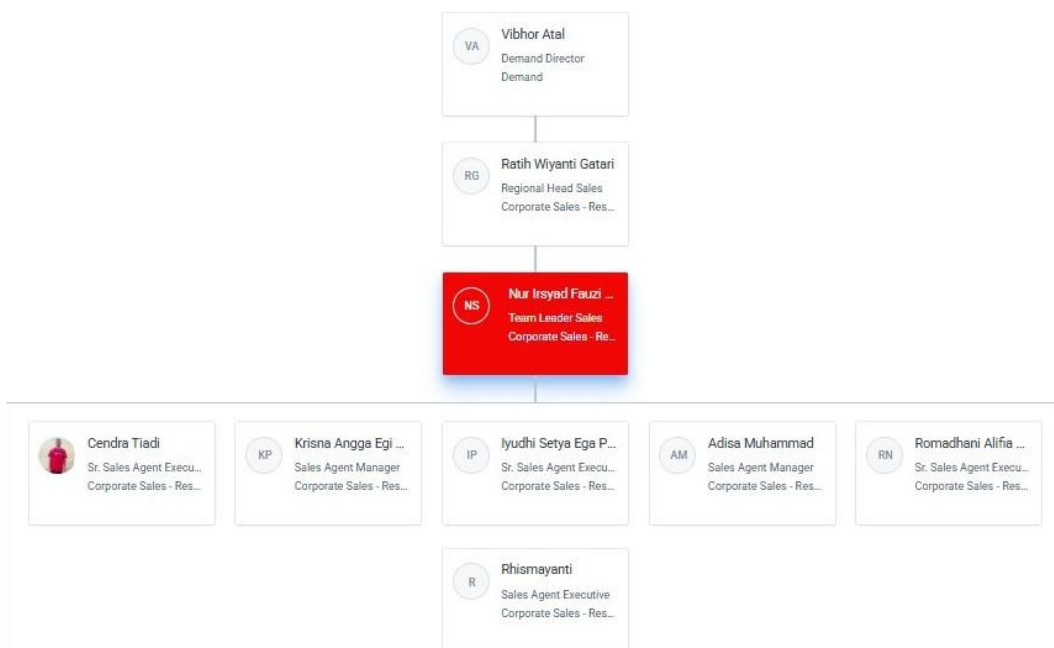 VA
Vibhor Atal
Demand Director
Demand
RG
Ratih Wiyanti Gatari
Regional Head Sales
Corporate Sales - Res...
NS
Nur Irsyad Fauzi ...
Team Leader Sales
Corporate Sales - Re...
Cendra Tiadi
Sr. Sales Agent Execu...
Corporate Sales - Res...
KP
Krisna Angga Egi ...
Sales Agent Manager
Corporate Sales - Res...
IP
Iyudhi Setya Ega P...
Sr. Sales Agent Execu...
Corporate Sales - Res...
AM
Adisa Muhammad
Sales Agent Manager
Corporate Sales - Res...
RN
Romadhani Alifia ...
Sr. Sales Agent Execu...
Corporate Sales - Res...
R
Rhismayanti
Sales Agent Executive
Corporate Sales - Res...